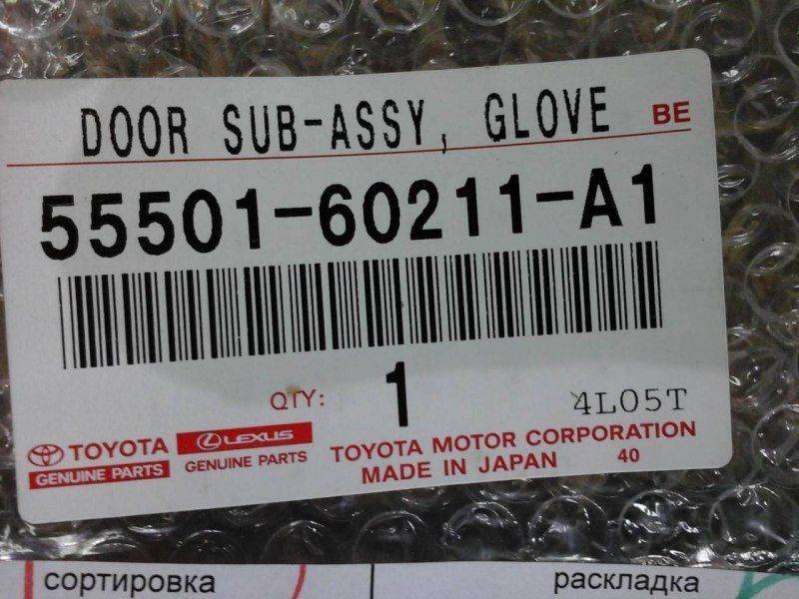 DOOR SUB-ASSY, GLOVE BE
55501-60211-A1
QTY: 1 4L05T
TOYOTA LEXUS TOYOTA MOTOR CORPORATION
GENUINE PARTS GENUINE PARTS MADE IN JAPAN 40
сортировка раскладка